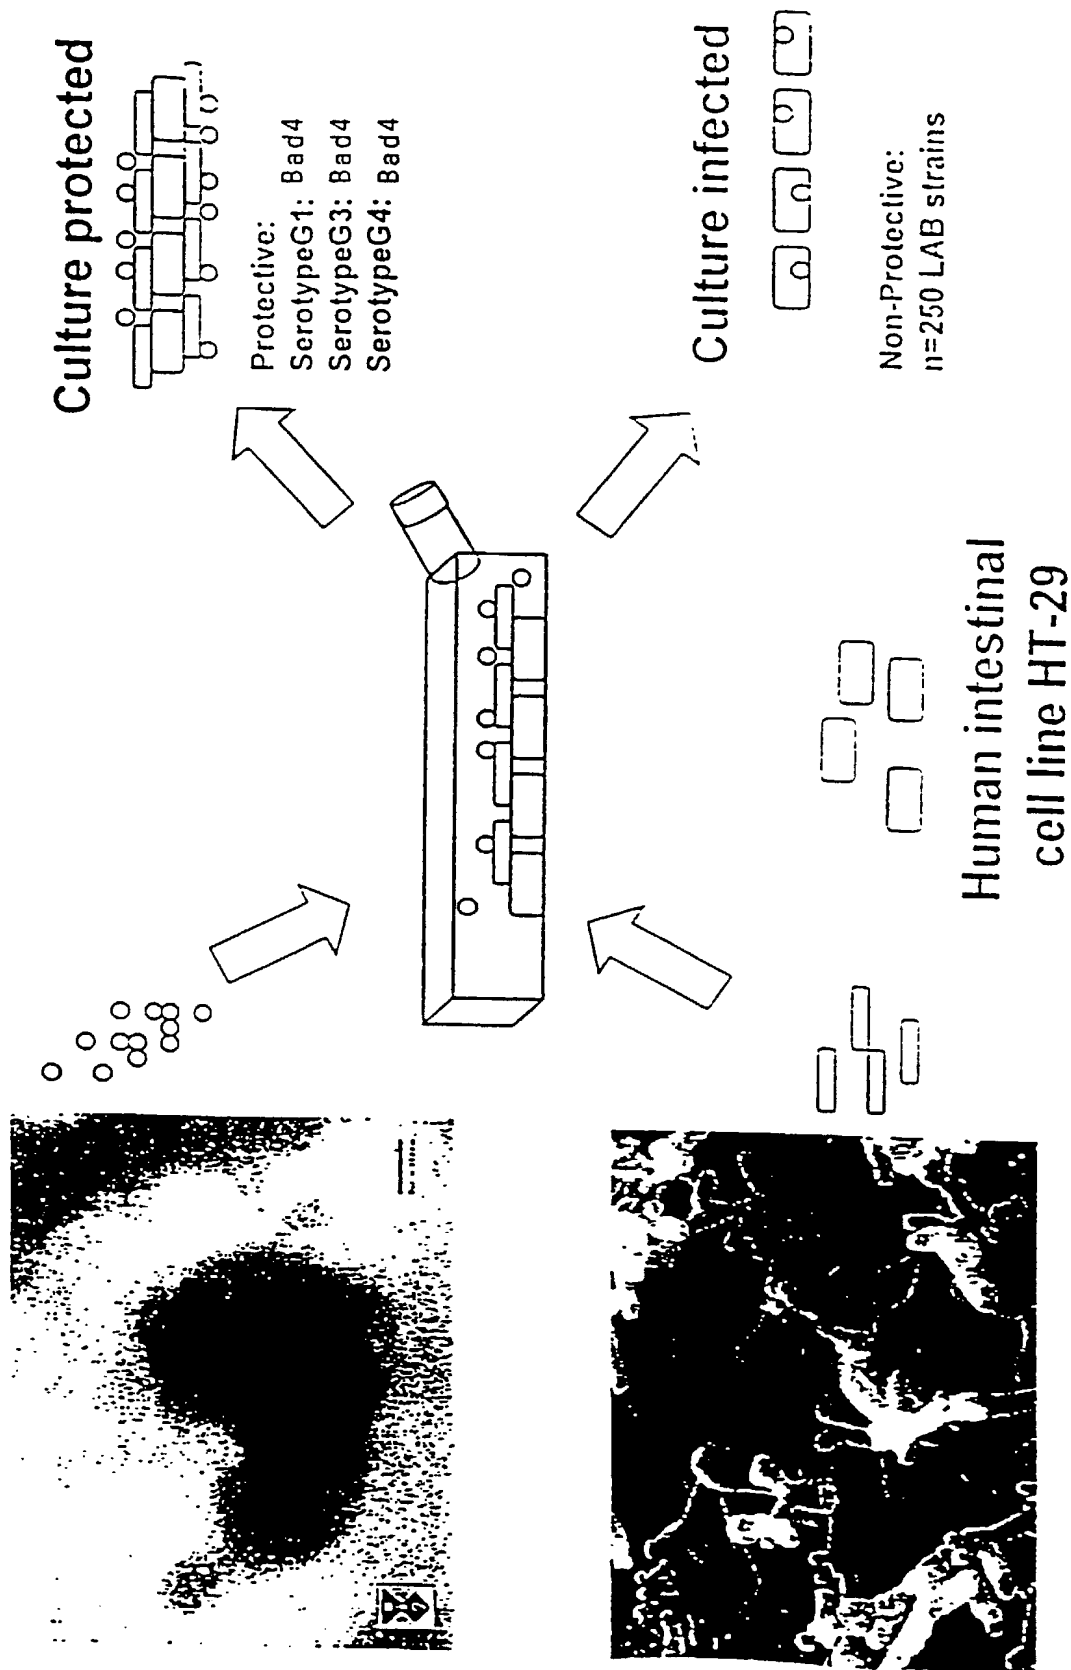 Culture protected
Protective:
SerotypeG1: Bad4
SerotypeG3: Bad4
SerotypeG4: Bad4
Culture infected
Non-Protective:
n=250 LAB strains
Human intestinal
cell line HT-29